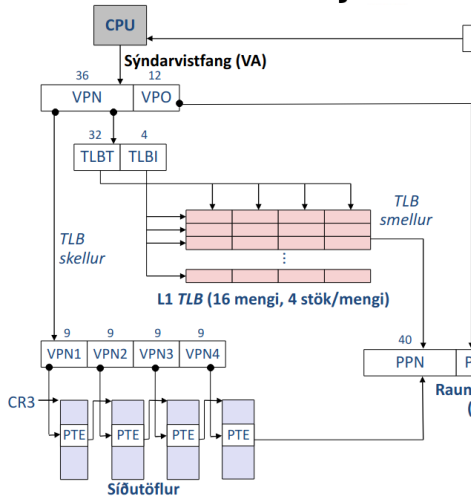 CPU
Sýndarvistfang (VA)
36 12
VPN VPO
32 4
TLBT TLBI
TLB
skellur
TLB
smellur
...
L1 TLB (16 mengi, 4 stök/mengi)
9 9 9 9
VPN1 VPN2 VPN3 VPN4
40
PPN
CR3
PTE PTE PTE PTE
Síðutöflur